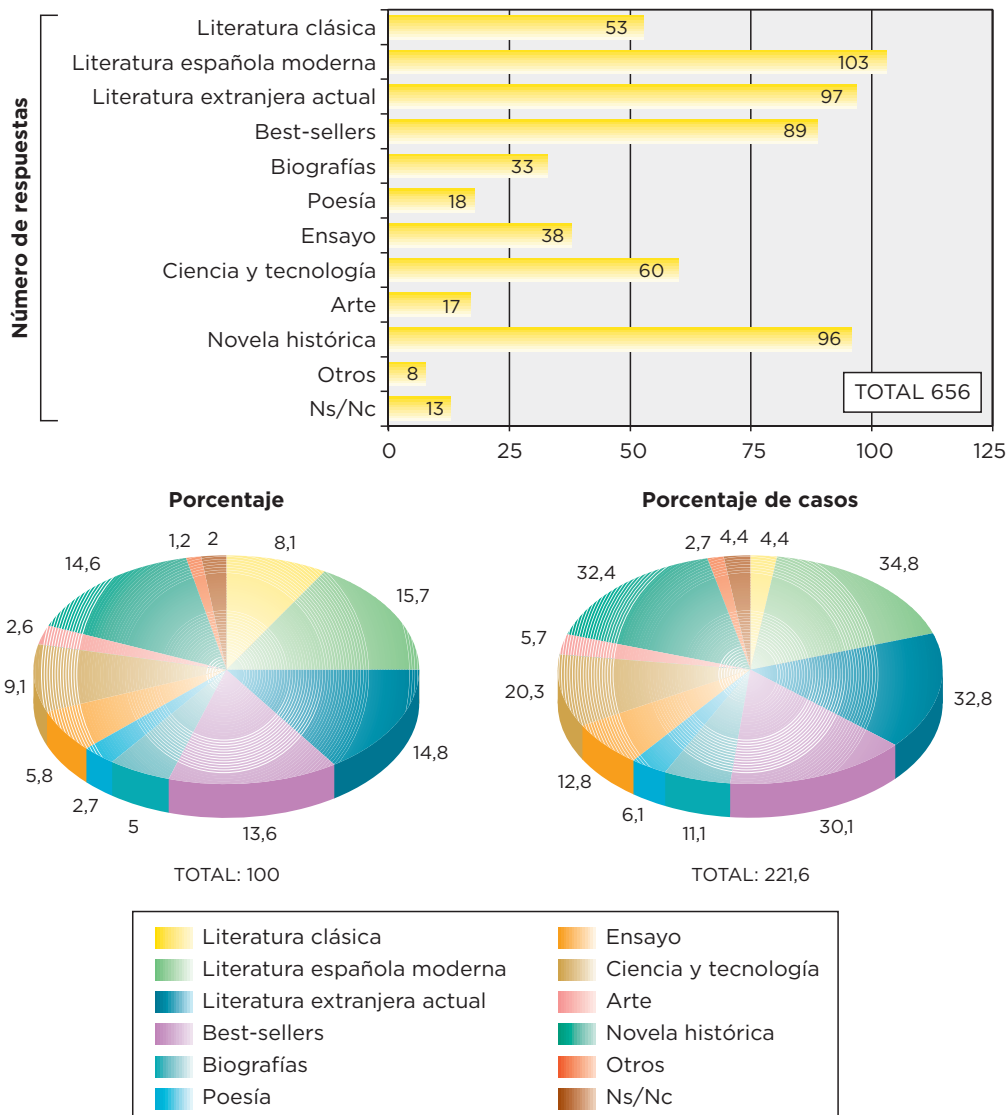 Número de respuestas
Literatura clásica 53
Literatura española moderna 103
Literatura extranjera actual 97
Best-sellers 89
Biografías 33
Poesía 18
Ensayo 38
Ciencia y tecnología 60
Arte 17
Novela histórica 96
Otros 8
Ns/Nc 13
TOTAL 656
0 25 50 75 100 125
Porcentaje
1,2 2 8,1
14,6
15,7
2,6
9,1
14,8
5,8
2,7
5
13,6
TOTAL: 100
Porcentaje de casos
2,7 4,4 4,4
32,4
34,8
5,7
20,3
32,8
12,8
6,1
11,1
30,1
TOTAL: 221,6
Literatura clásica
Literatura española moderna
Literatura extranjera actual
Best-sellers
Biografías
Poesía
Ensayo
Ciencia y tecnología
Arte
Novela histórica
Otros
Ns/Nc